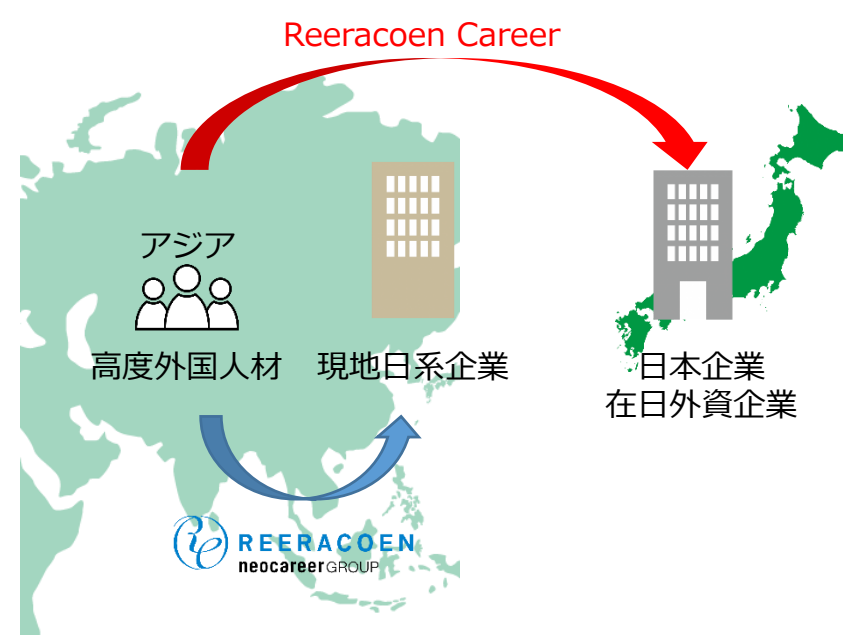 Reeracoen Career
アジア
高度外国人材
現地日系企業
日本企業
在日外資企業
REERACOEN
neocareer GROUP